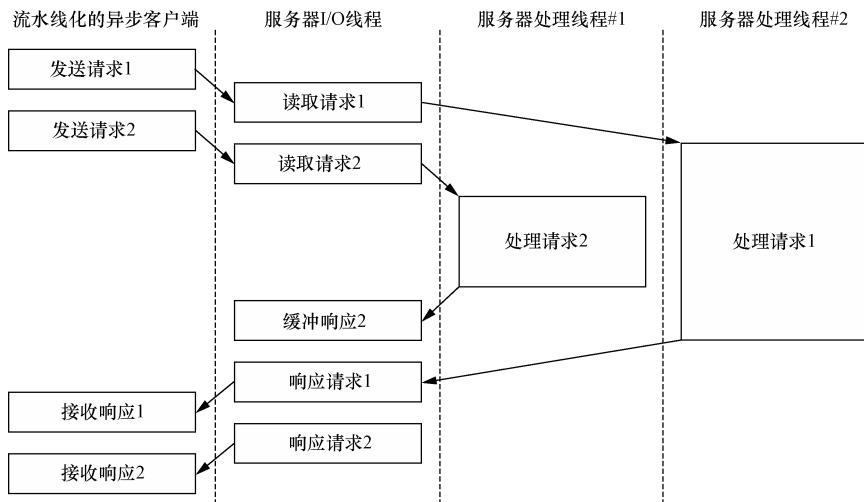 流水线化的异步客户端
服务器I/O线程
服务器处理线程#1
服务器处理线程#2
发送请求1
读取请求1
发送请求2
读取请求2
处理请求2
处理请求1
缓冲响应2
响应请求1
接收响应1
响应请求2
接收响应2